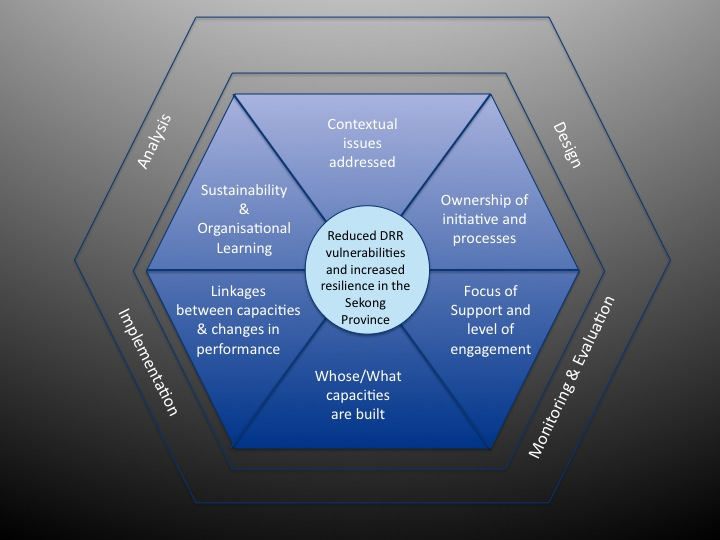 Analysis
Design
Contextual
issues
addressed
Sustainability
&
Organisational
Learning
Ownership of
initiative and
processes
Reduced DRR
vulnerabilities
and increased
resilience in the
Sekong
Province
Linkages
between capacities
& changes in
performance
Focus of
Support and
level of
engagement
Whose/What
capacities
are built
Implementation
Monitoring & Evaluation